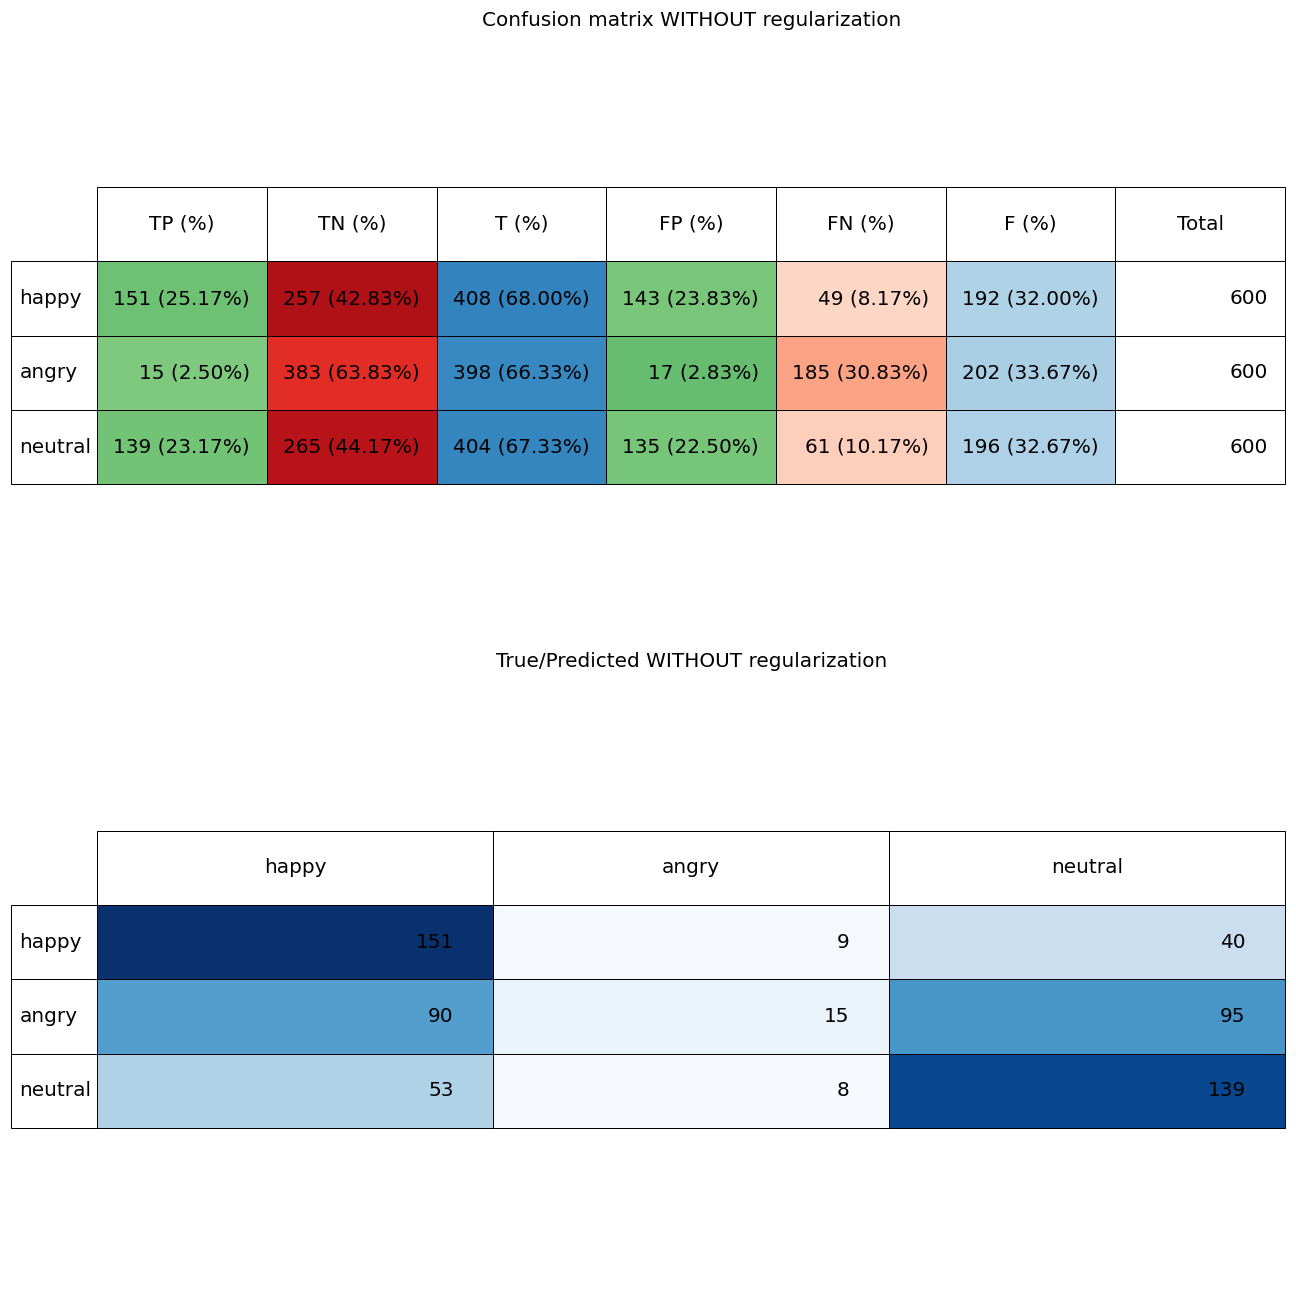 Confusion matrix WITHOUT regularization
TP (%) TN (%) T (%) FP (%) FN (%) F (%) Total
happy 151 (25.17%) 257 (42.83%) 408 (68.00%) 143 (23.83%) 49 (8.17%) 192 (32.00%) 600
angry 15 (2.50%) 383 (63.83%) 398 (66.33%) 17 (2.83%) 185 (30.83%) 202 (33.67%) 600
neutral 139 (23.17%) 265 (44.17%) 404 (67.33%) 135 (22.50%) 61 (10.17%) 196 (32.67%) 600
True/Predicted WITHOUT regularization
happy angry neutral
happy 151 9 40
angry 90 15 95
neutral 53 8 139